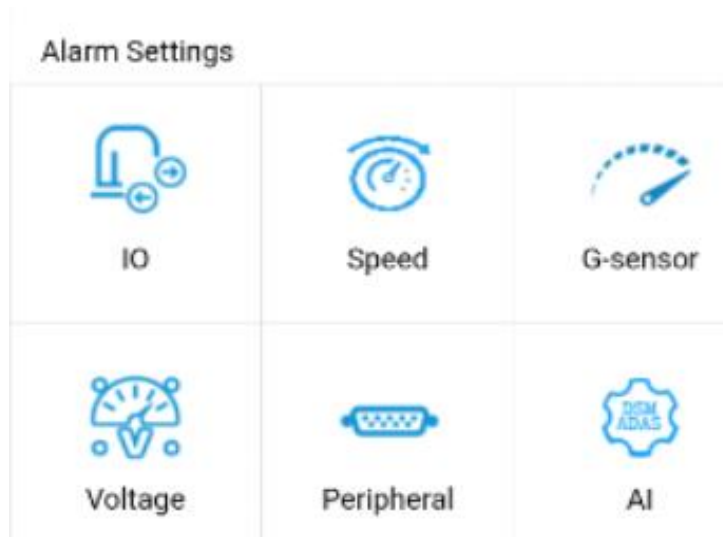 Alarm Settings
IO
Speed
G-sensor
V
DSM
ADAS
Voltage
Peripheral
AI